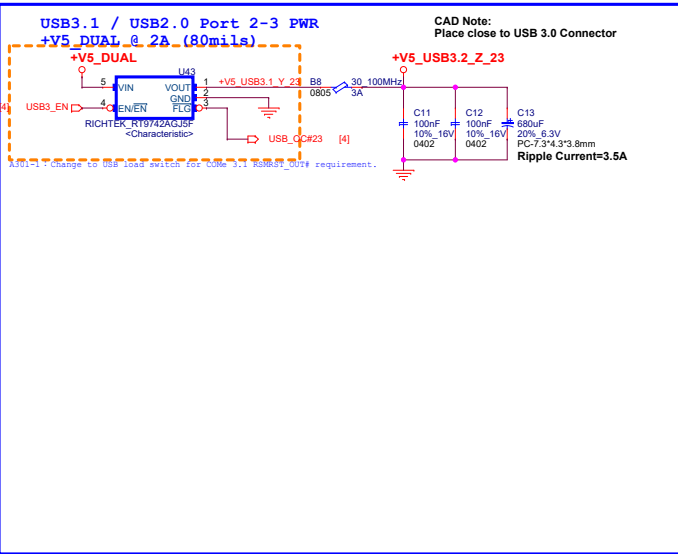 USB3.1 / USB2.0 Port 2-3 PWR
+V5_DUAL @ 2A (80mils)
CAD Note:
Place close to USB 3.0 Connector
+V5_DUAL
+V5_USB3.2_Z_23
U43
5 VIN VOUT 1 +V5_USB3.1_Y_23 B8 30_100MHz
0805 3A
GND 2
4] USB3_EN 4 EN/EN FLG 3
RICHTEK_RT9742AGJ5F
<Characteristic>
USB_OC#23 [4]
C11
100nF
10%_16V
0402
C12
100nF
10%_16V
0402
C13
680uF
20%_6.3V
PC-7.3*4.3*3.8mm
Ripple Current=3.5A
A301-1 : Change to USB load switch for COMe 3.1 RSMRST_OUT# requirement.